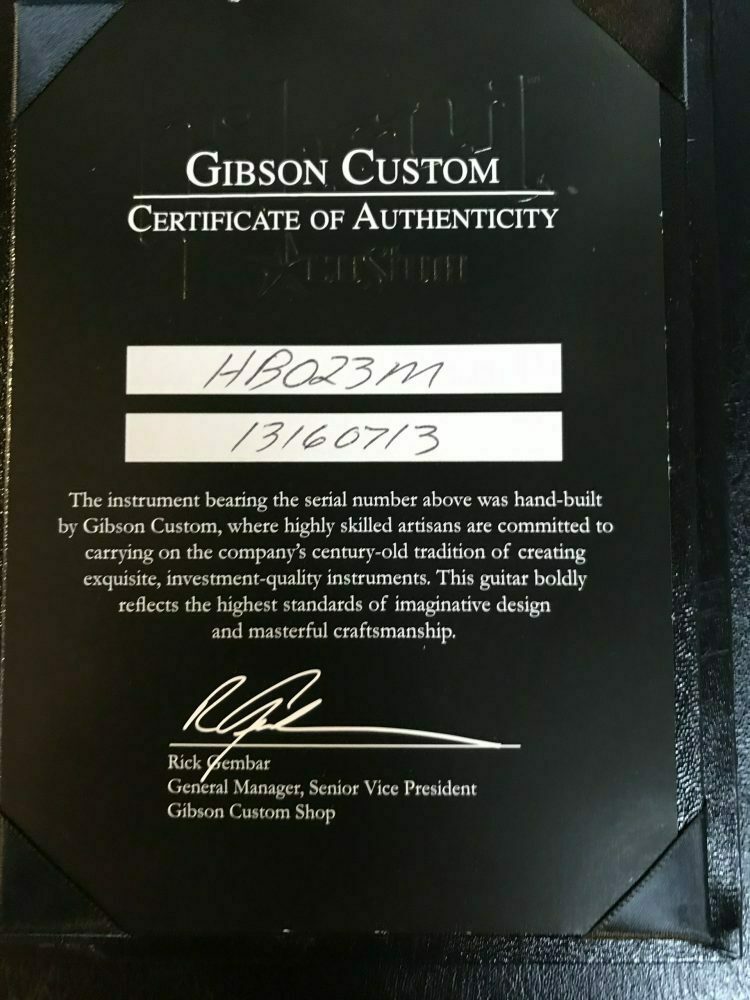 GIBSON CUSTOM
CERTIFICATE OF AUTHENTICITY
HB023M
13160713
The instrument bearing the serial number above was hand-built
by Gibson Custom, where highly skilled artisans are committed to
carrying on the company's century-old tradition of creating
exquisite, investment-quality instruments. This guitar boldly
reflects the highest standards of imaginative design
and masterful craftsmanship.
Rick Gembar
General Manager, Senior Vice President
Gibson Custom Shop